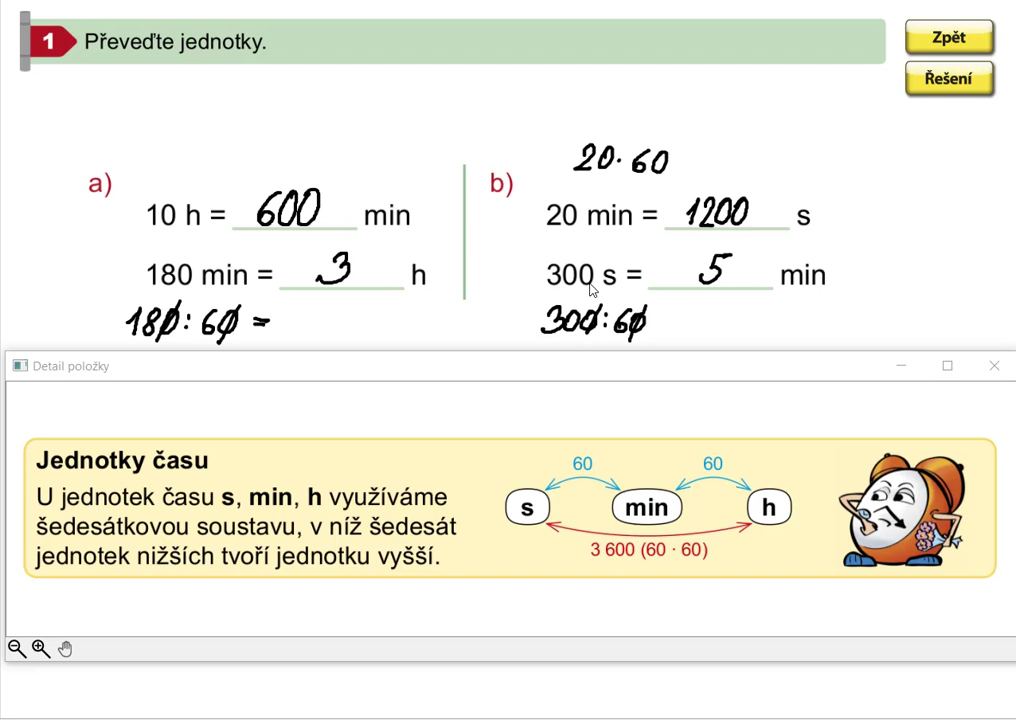 1 Převeďte jednotky.
Zpět
Řešení
a)
10 h = 600 min
180 min = 3 h
180 : 60 =
b)
20 · 60
20 min = 1200 s
300 s = 5 min
300 : 60
Detail položky
Jednotky času
U jednotek času s, min, h využíváme
šedesátkovou soustavu, v níž šedesát
jednotek nižších tvoří jednotku vyšší.
60 60
s min h
3 600 (60 · 60)